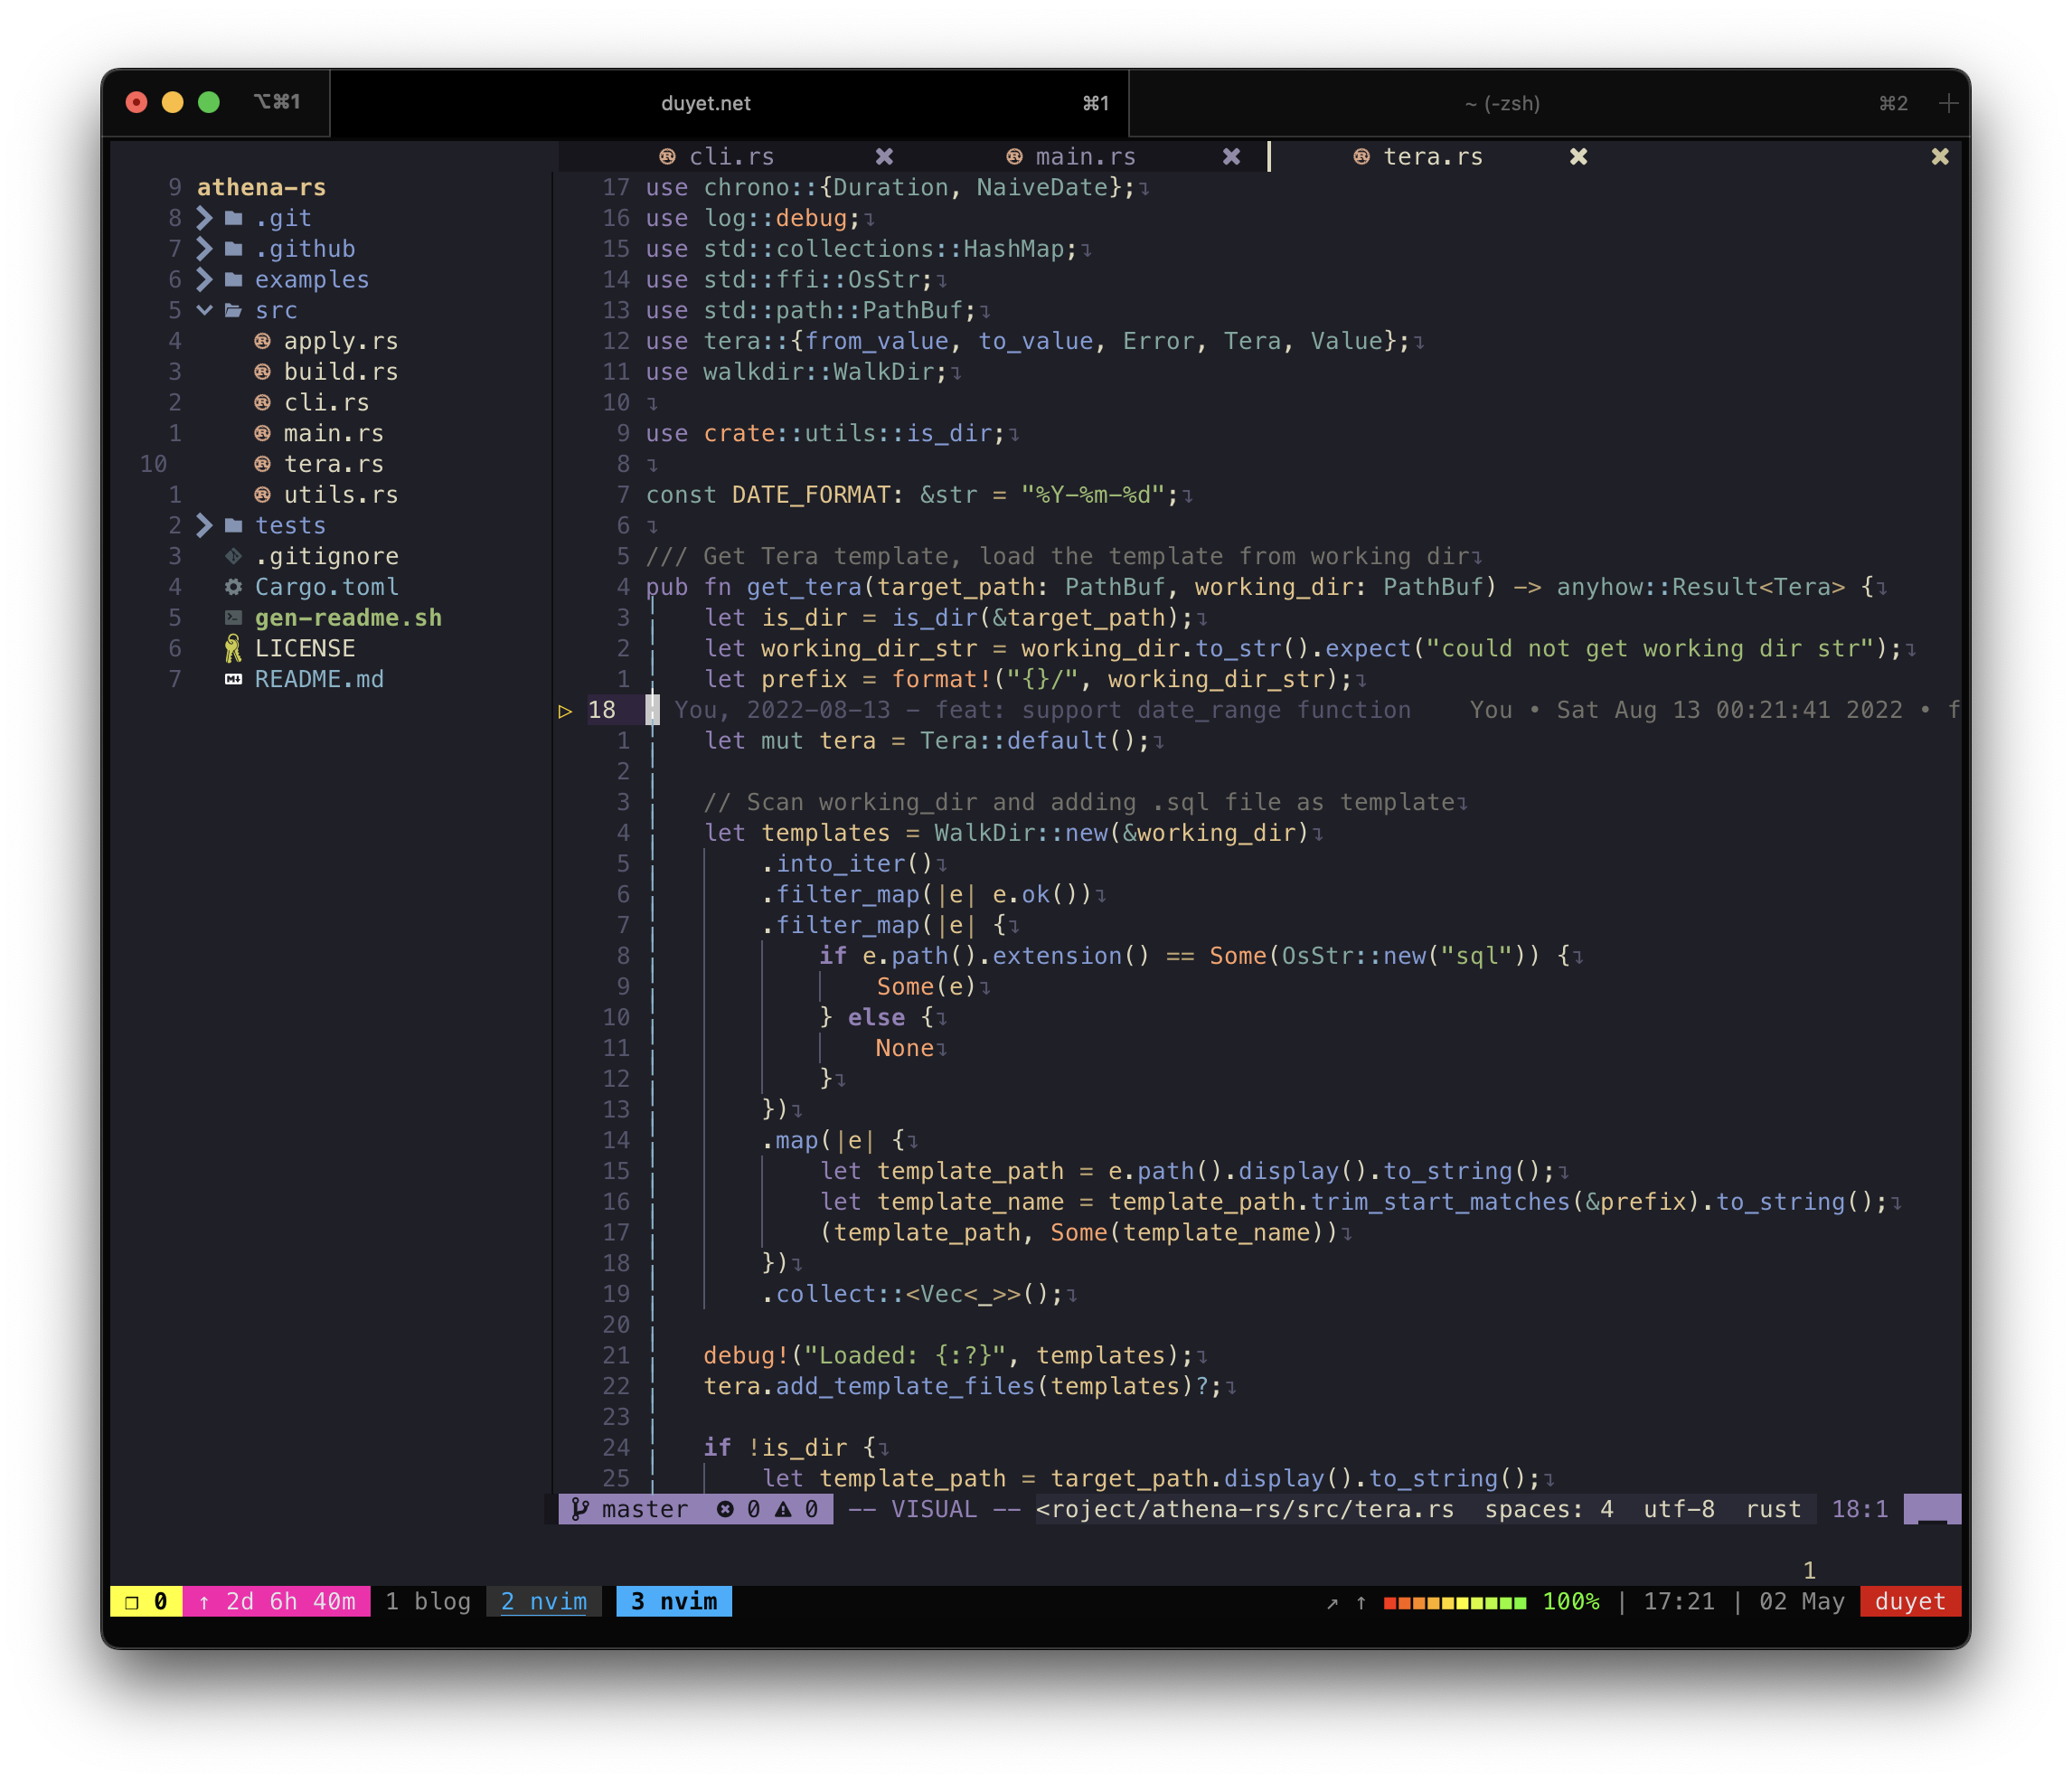 ⌥⌘1 duyet.net ⌘1 ~ (-zsh) ⌘2 +
cli.rs ✖ main.rs ✖ tera.rs ✖ ✖
9 athena-rs
8 .git
7 .github
6 examples
5 src
4 apply.rs
3 build.rs
2 cli.rs
1 main.rs
10 tera.rs
1 utils.rs
2 tests
3 .gitignore
4 Cargo.toml
5 gen-readme.sh
6 LICENSE
7 README.md
17 use chrono::{Duration, NaiveDate};↴
16 use log::debug;↴
15 use std::collections::HashMap;↴
14 use std::ffi::OsStr;↴
13 use std::path::PathBuf;↴
12 use tera::{from_value, to_value, Error, Tera, Value};↴
11 use walkdir::WalkDir;↴
10 ↴
9 use crate::utils::is_dir;↴
8 ↴
7 const DATE_FORMAT: &str = "%Y-%m-%d";↴
6 ↴
5 /// Get Tera template, load the template from working dir↴
4 pub fn get_tera(target_path: PathBuf, working_dir: PathBuf) -> anyhow::Result<Tera> {↴
3 let is_dir = is_dir(&target_path);↴
2 let working_dir_str = working_dir.to_str().expect("could not get working dir str");↴
1 let prefix = format!("{}/", working_dir_str);↴
▷ 18 You, 2022-08-13 - feat: support date_range function You • Sat Aug 13 00:21:41 2022 • f
1 let mut tera = Tera::default();↴
2
3 // Scan working_dir and adding .sql file as template↴
4 let templates = WalkDir::new(&working_dir)↴
5 .into_iter()↴
6 .filter_map(|e| e.ok())↴
7 .filter_map(|e| {↴
8 if e.path().extension() == Some(OsStr::new("sql")) {↴
9 Some(e)↴
10 } else {↴
11 None↴
12 }↴
13 })↴
14 .map(|e| {↴
15 let template_path = e.path().display().to_string();↴
16 let template_name = template_path.trim_start_matches(&prefix).to_string();↴
17 (template_path, Some(template_name))↴
18 })↴
19 .collect::<Vec<_>>();↴
20
21 debug!("Loaded: {:?}", templates);↴
22 tera.add_template_files(templates)?;↴
23
24 if !is_dir {↴
25 let template_path = target_path.display().to_string();↴
master 0 0 -- VISUAL -- <roject/athena-rs/src/tera.rs spaces: 4 utf-8 rust 18:1
1
❐ 0 ↑ 2d 6h 40m 1 blog 2 nvim 3 nvim ↗ ↑ 100% | 17:21 | 02 May duyet